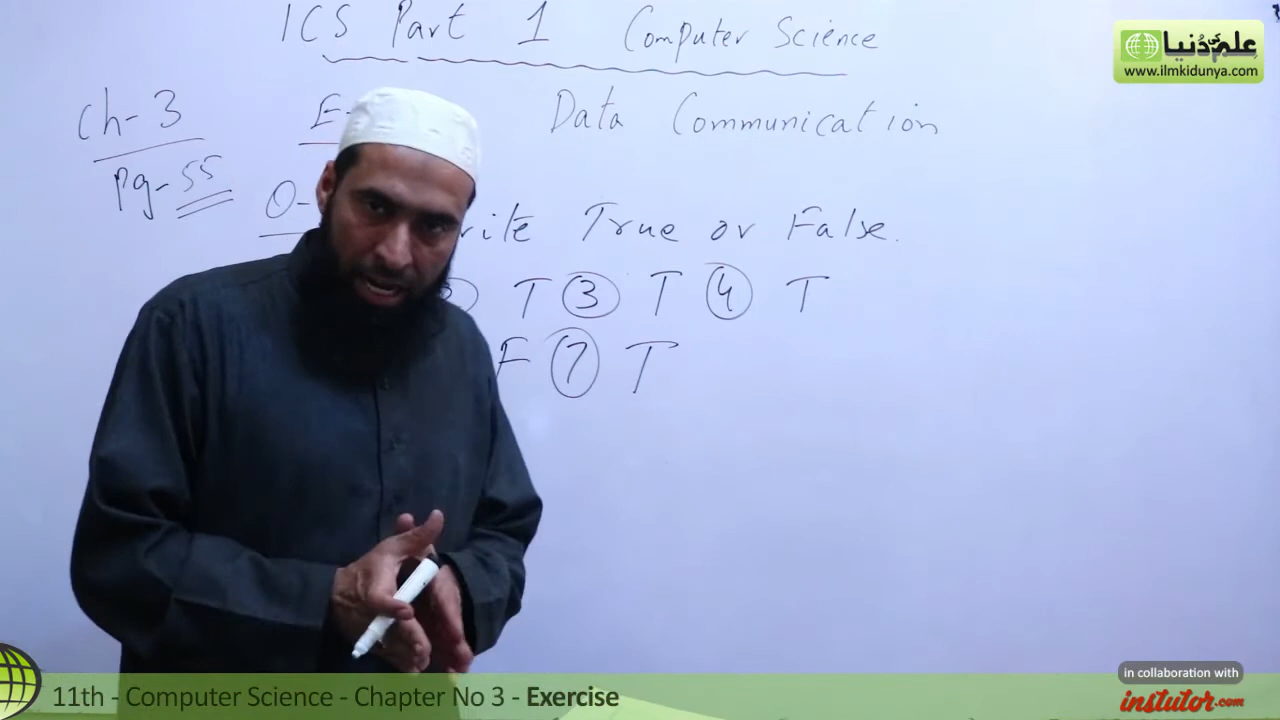 ICS Part 1 Computer Science
علم کی دنیا
www.ilmkidunya.com
Ch-3 E- Data Communication
Pg-55
Q- rite True or False.
T 3 T 4 T
F 7 T
in collaboration with
instutor.com
11th - Computer Science - Chapter No 3 - Exercise